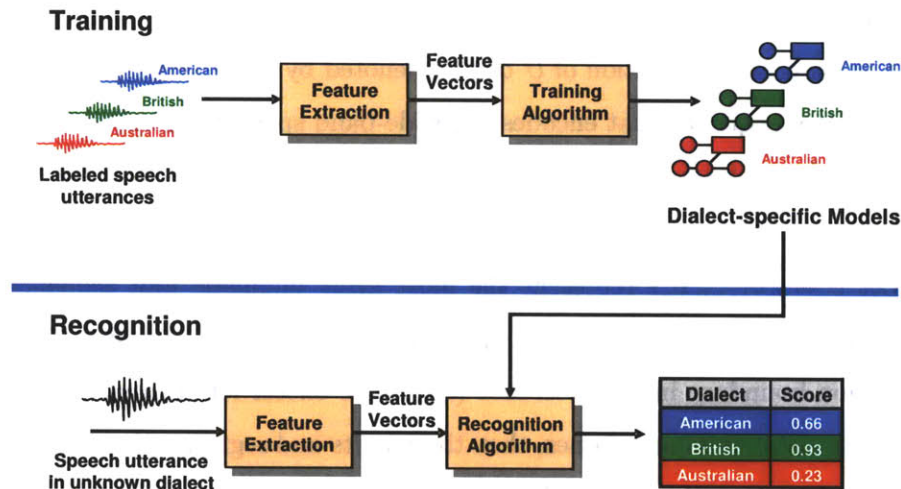 Training
American
British
Australian
Labeled speech
utterances
Feature
Extraction
Feature
Vectors
Training
Algorithm
American
British
Australian
Dialect-specific Models
Recognition
Speech utterance
in unknown dialect
Feature
Extraction
Feature
Vectors
Recognition
Algorithm
Dialect Score
American 0.66
British 0.93
Australian 0.23